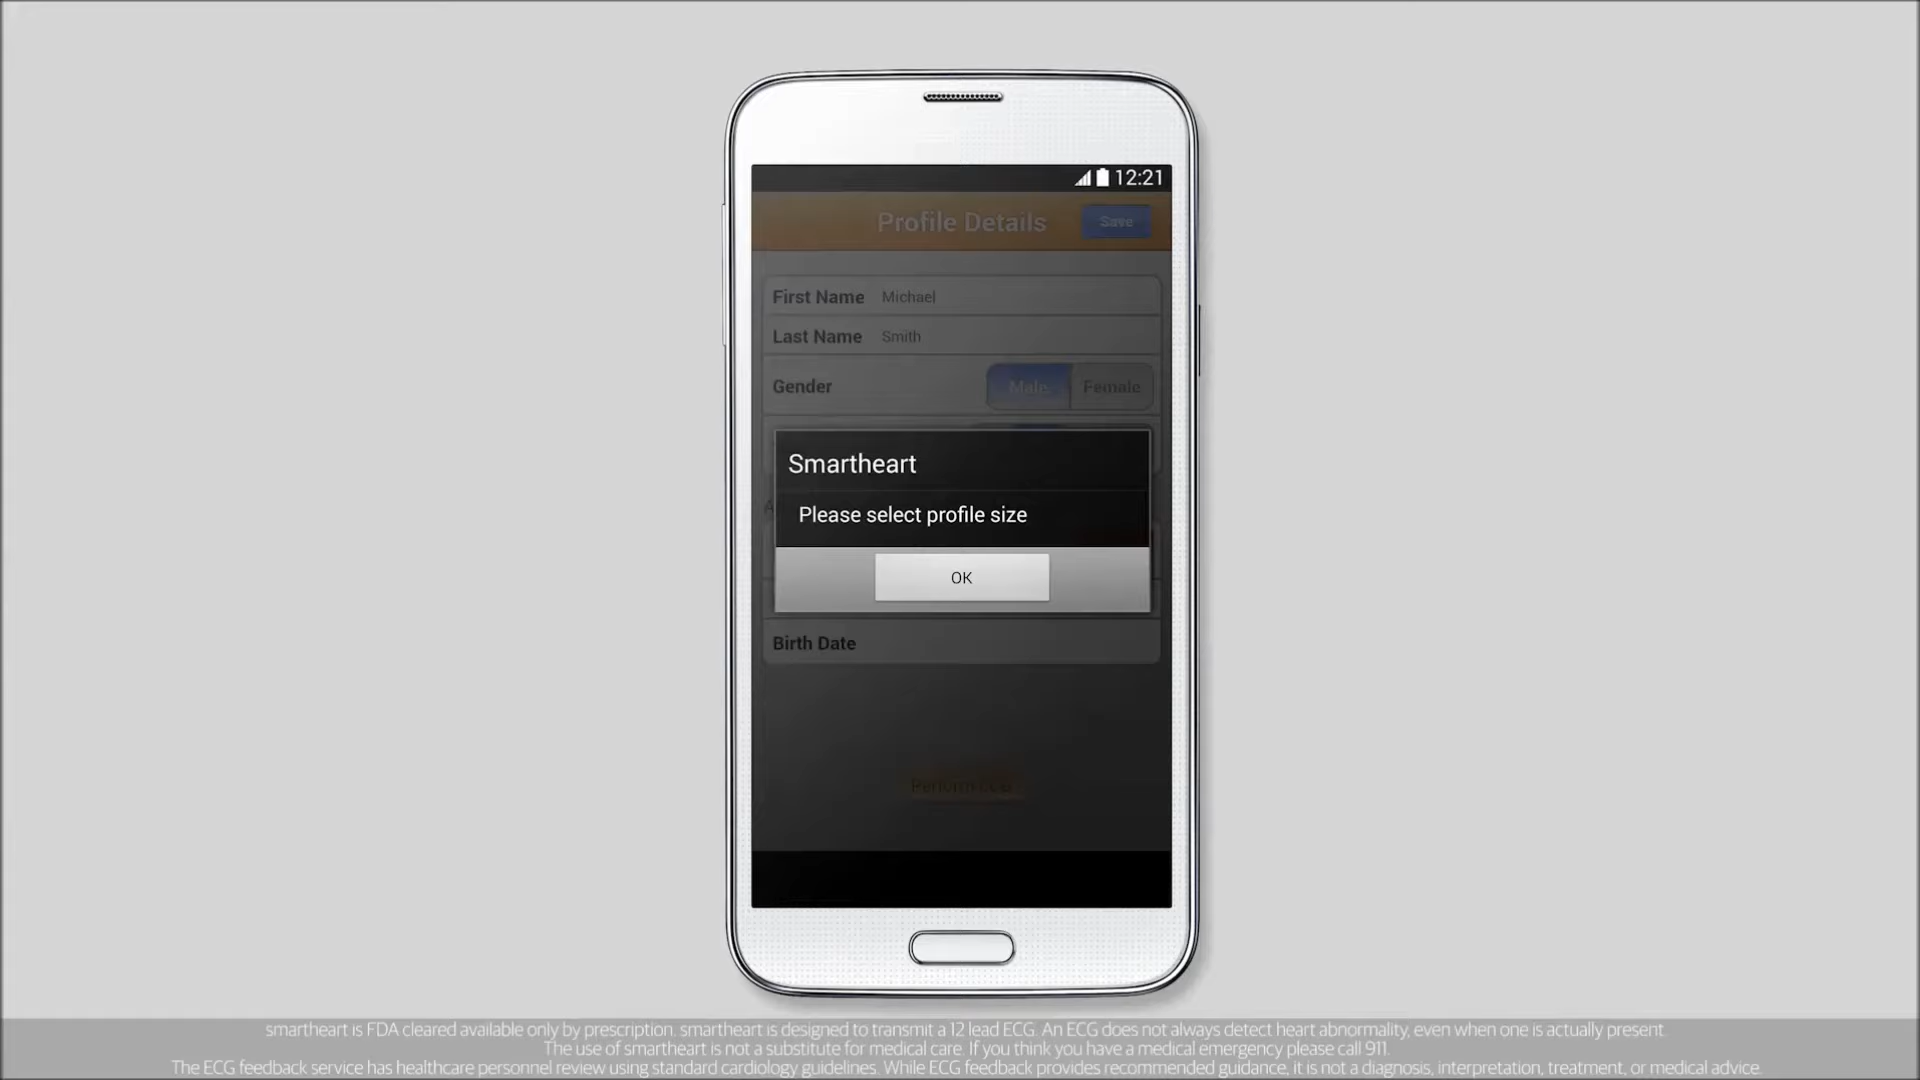 12:21
Profile Details
Save
First Name Michael
Last Name Smith
Gender Male Female
Smartheart
Please select profile size
OK
Birth Date
Perform ECG
smartheart is FDA cleared available only by prescription. smartheart is designed to transmit a 12 lead ECG. An ECG does not always detect heart abnormality, even when one is actually present
The use of smartheart is not a substitute for medical care. If you think you have a medical emergency please call 911.
The ECG feedback service has healthcare personnel review using standard cardiology guidelines. While ECG feedback provides recommended guidance, it is not a diagnosis, interpretation, treatment, or medical advice.